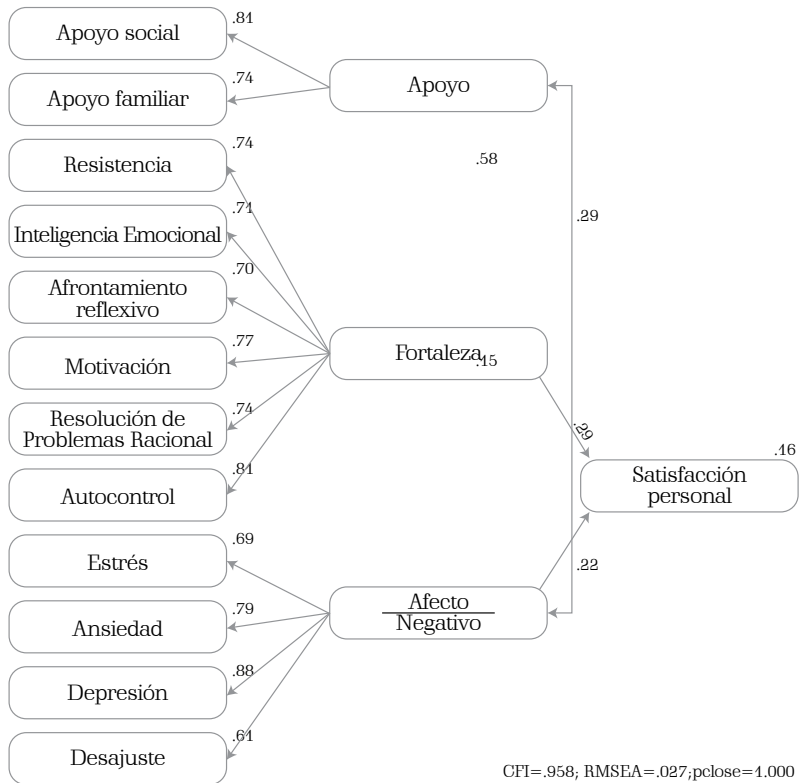 Apoyo social
.81
Apoyo familiar
.74
Resistencia
.74
Inteligencia Emocional
.71
Afrontamiento
reflexivo
.70
Motivación
.77
Resolución de
Problemas Racional
.74
Autocontrol
.81
Estrés
.69
Ansiedad
.79
Depresión
.88
Desajuste
.61
Apoyo
.58
.29
Fortaleza
.15
.29
.16
Satisfacción
personal
.22
Afecto
Negativo
CFI=.958; RMSEA=.027;pclose=1.000